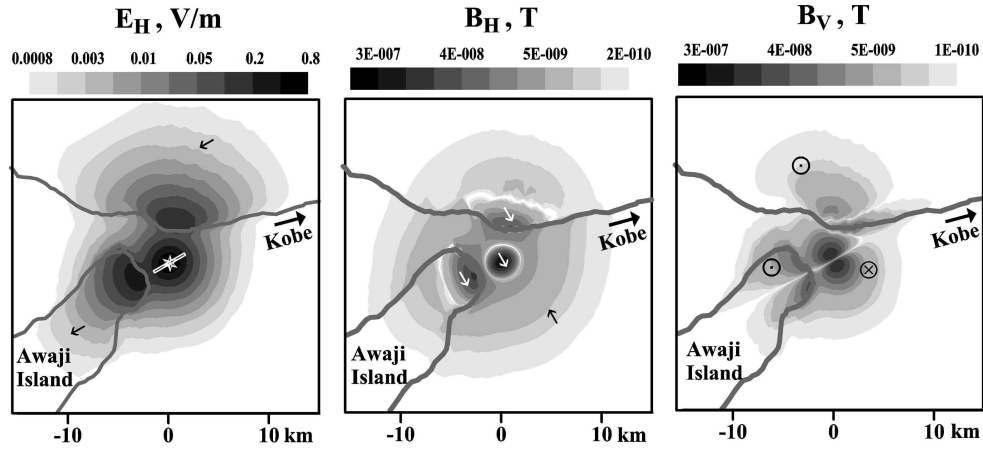 E_H , V/m
0.0008 0.003 0.01 0.05 0.2 0.8
Kobe
Awaji
Island
-10 0 10 km
B_H , T
3E-007 4E-008 5E-009 2E-010
Kobe
Awaji
Island
-10 0 10 km
B_V , T
3E-007 4E-008 5E-009 1E-010
Kobe
Awaji
Island
-10 0 10 km